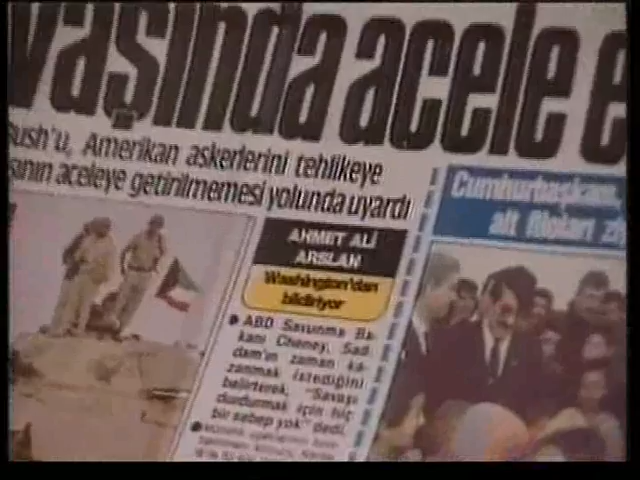 vaşında acele e
Bush'u, Amerikan askerlerini tehlikeye
sının aceleye getirilmemesi yolunda uyardı
Cumhurbaşkanı,
ait filoları zi
AHMET ALİ
ARSLAN
Washington'dan
bildiriyor
• ABD Savunma Ba-
kanı Cheney, Sad-
dam'ın zaman ka-
zanmak istediğini
belirterek, "Savaşı
durdurmak için hiç
bir sebep yok" dedi.